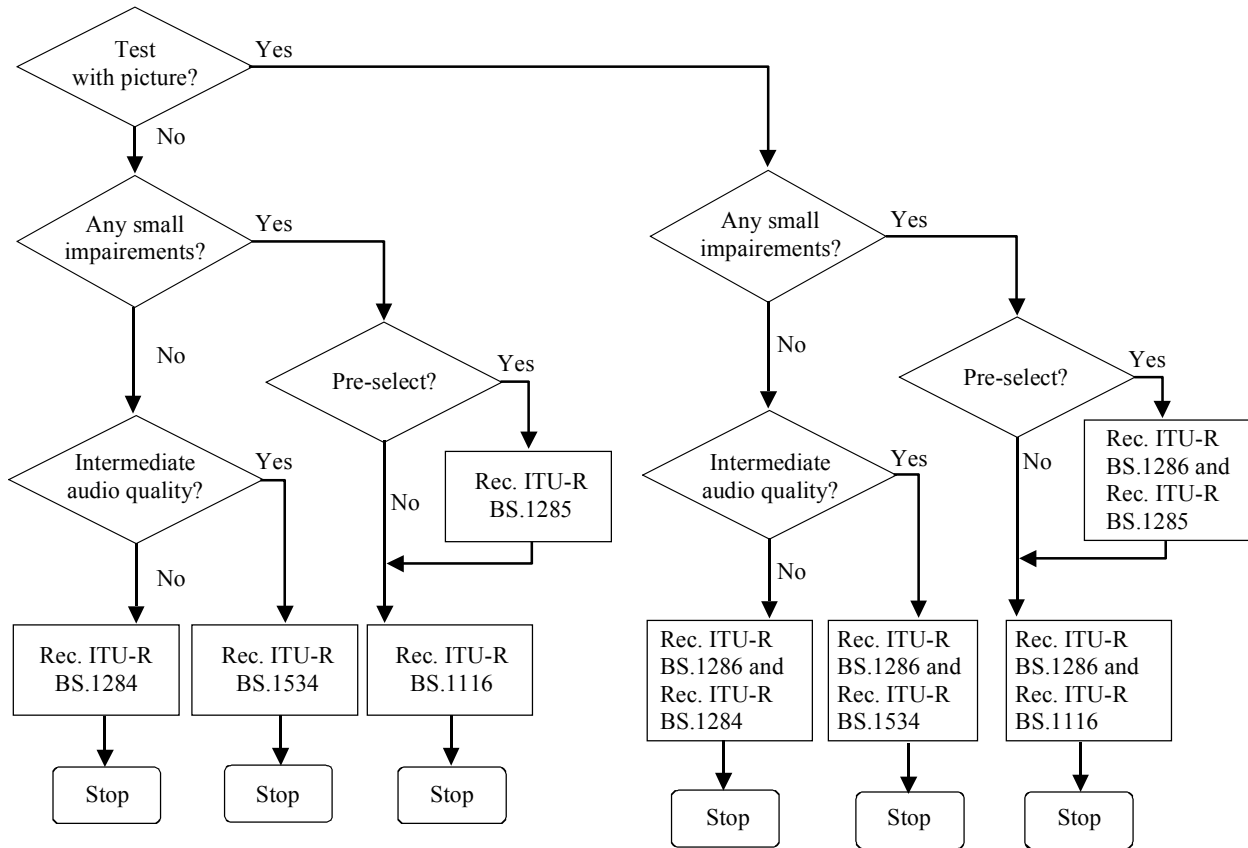 Test
with picture?
Yes
No
Any small
impairements?
Yes
No
Pre-select?
Yes
No
Rec. ITU-R
BS.1285
Intermediate
audio quality?
Yes
No
Rec. ITU-R
BS.1284
Rec. ITU-R
BS.1534
Rec. ITU-R
BS.1116
Stop
Stop
Stop
Any small
impairements?
Yes
No
Pre-select?
Yes
No
Rec. ITU-R
BS.1286 and
Rec. ITU-R
BS.1285
Intermediate
audio quality?
Yes
No
Rec. ITU-R
BS.1286 and
Rec. ITU-R
BS.1284
Rec. ITU-R
BS.1286 and
Rec. ITU-R
BS.1534
Rec. ITU-R
BS.1286 and
Rec. ITU-R
BS.1116
Stop
Stop
Stop